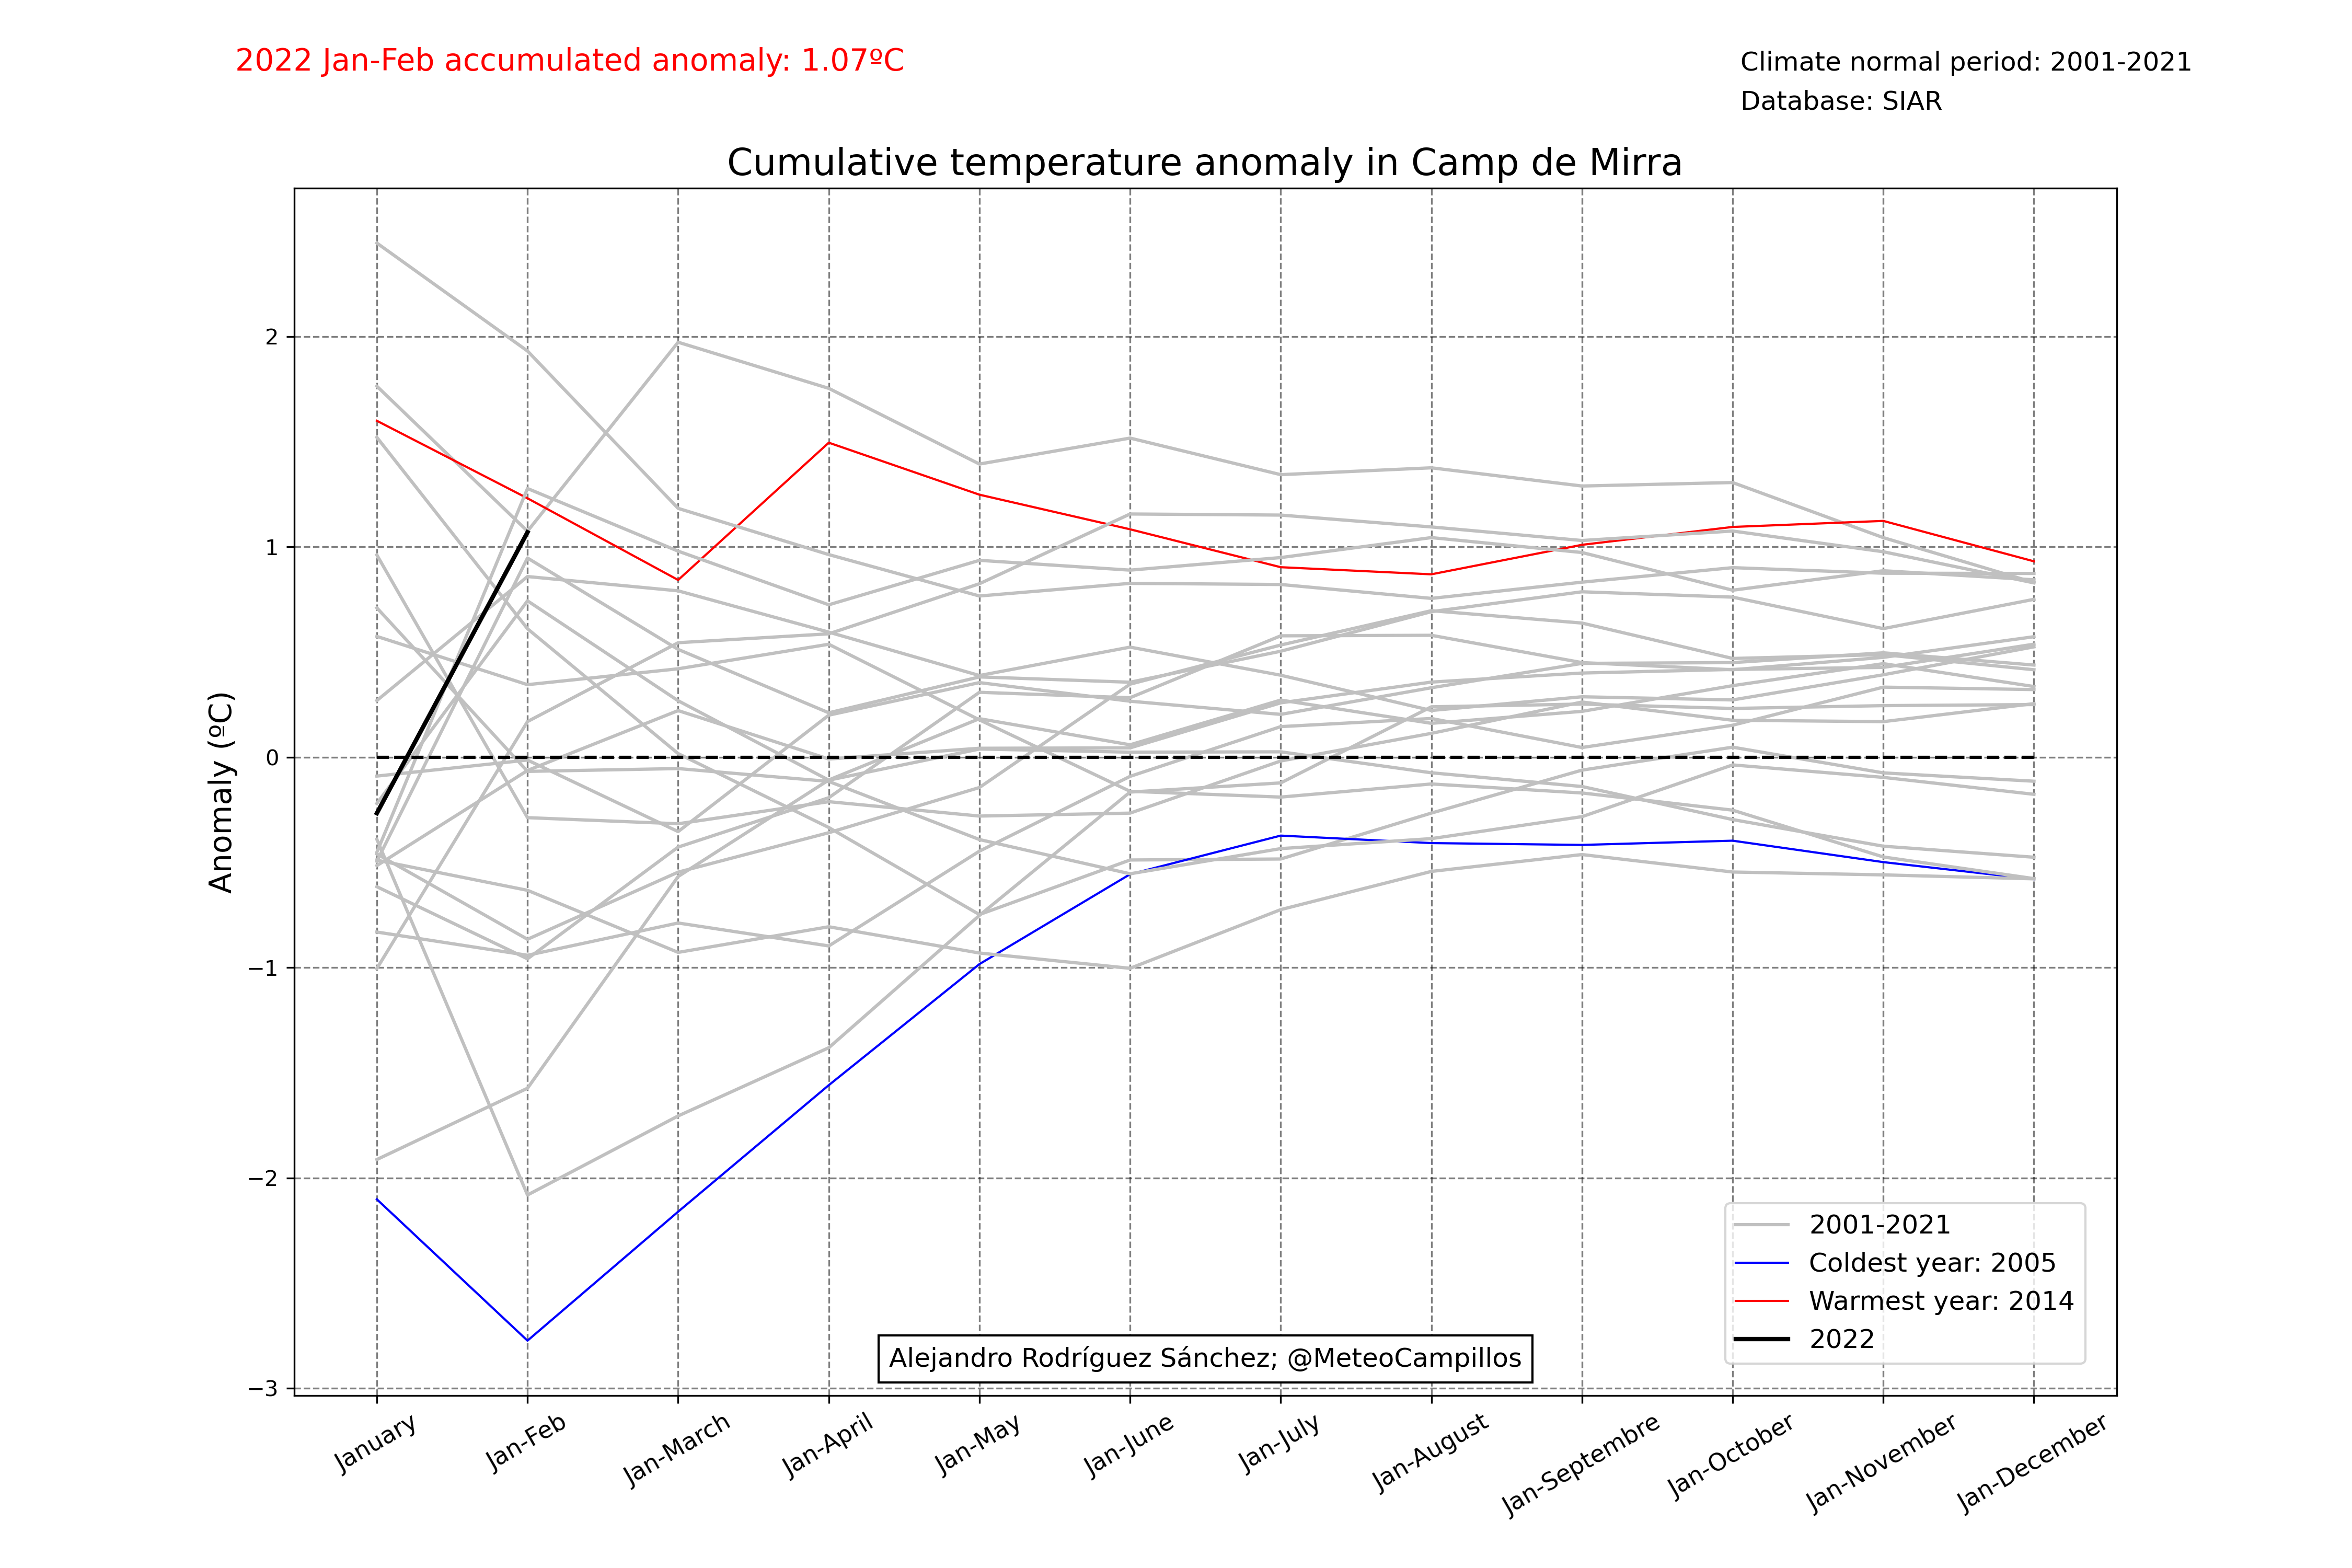 2022 Jan-Feb accumulated anomaly: 1.07ºC
Climate normal period: 2001-2021
Database: SIAR
Cumulative temperature anomaly in Camp de Mirra
Anomaly (ºC)
2
1
0
−1
−2
−3
2001-2021
Coldest year: 2005
Warmest year: 2014
2022
Alejandro Rodríguez Sánchez; @MeteoCampillos
January
Jan-Feb
Jan-March
Jan-April
Jan-May
Jan-June
Jan-July
Jan-August
Jan-Septembre
Jan-October
Jan-November
Jan-December